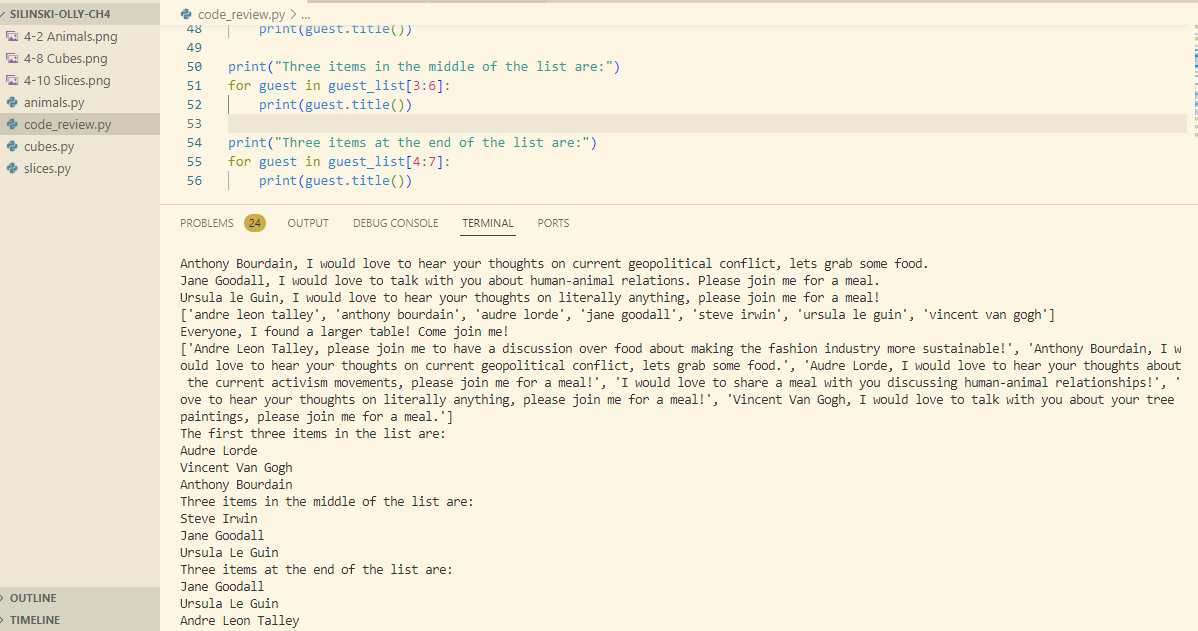 SILINSKI-OLLY-CH4
4-2 Animals.png
4-8 Cubes.png
4-10 Slices.png
animals.py
code_review.py
cubes.py
slices.py
OUTLINE
TIMELINE
code_review.py > ...
48 print(guest.title())
49
50 print("Three items in the middle of the list are:")
51 for guest in guest_list[3:6]:
52 print(guest.title())
53
54 print("Three items at the end of the list are:")
55 for guest in guest_list[4:7]:
56 print(guest.title())
PROBLEMS 24 OUTPUT DEBUG CONSOLE TERMINAL PORTS
Anthony Bourdain, I would love to hear your thoughts on current geopolitical conflict, lets grab some food.
Jane Goodall, I would love to talk with you about human-animal relations. Please join me for a meal.
Ursula le Guin, I would love to hear your thoughts on literally anything, please join me for a meal!
['andre leon talley', 'anthony bourdain', 'audre lorde', 'jane goodall', 'steve irwin', 'ursula le guin', 'vincent van gogh']
Everyone, I found a larger table! Come join me!
['Andre Leon Talley, please join me to have a discussion over food about making the fashion industry more sustainable!', 'Anthony Bourdain, I w
ould love to hear your thoughts on current geopolitical conflict, lets grab some food.', 'Audre Lorde, I would love to hear your thoughts about
the current activism movements, please join me for a meal!', 'I would love to share a meal with you discussing human-animal relationships!', '
ove to hear your thoughts on literally anything, please join me for a meal!', 'Vincent Van Gogh, I would love to talk with you about your tree
paintings, please join me for a meal.']
The first three items in the list are:
Audre Lorde
Vincent Van Gogh
Anthony Bourdain
Three items in the middle of the list are:
Steve Irwin
Jane Goodall
Ursula Le Guin
Three items at the end of the list are:
Jane Goodall
Ursula Le Guin
Andre Leon Talley